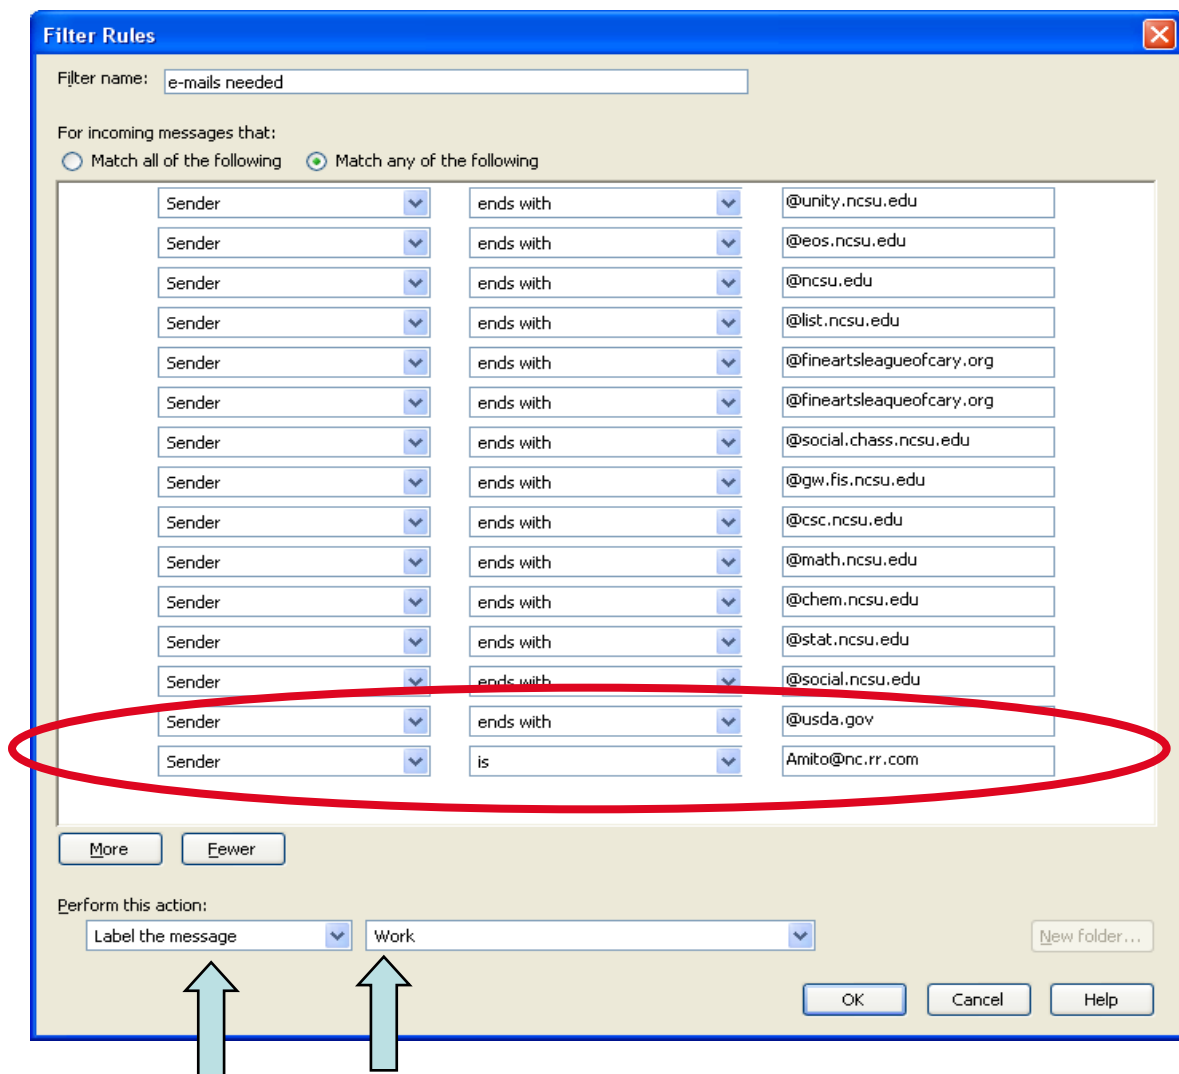 Filter Rules
Filter name: e-mails needed
For incoming messages that:
Match all of the following Match any of the following
Sender ends with @unity.ncsu.edu
Sender ends with @eos.ncsu.edu
Sender ends with @ncsu.edu
Sender ends with @list.ncsu.edu
Sender ends with @fineartsleagueofcary.org
Sender ends with @fineartsleaqueofcary.org
Sender ends with @social.chass.ncsu.edu
Sender ends with @gw.fis.ncsu.edu
Sender ends with @csc.ncsu.edu
Sender ends with @math.ncsu.edu
Sender ends with @chem.ncsu.edu
Sender ends with @stat.ncsu.edu
Sender ends with @social.ncsu.edu
Sender ends with @usda.gov
Sender is Amito@nc.rr.com
More Fewer
Perform this action:
Label the message Work New folder...
OK Cancel Help